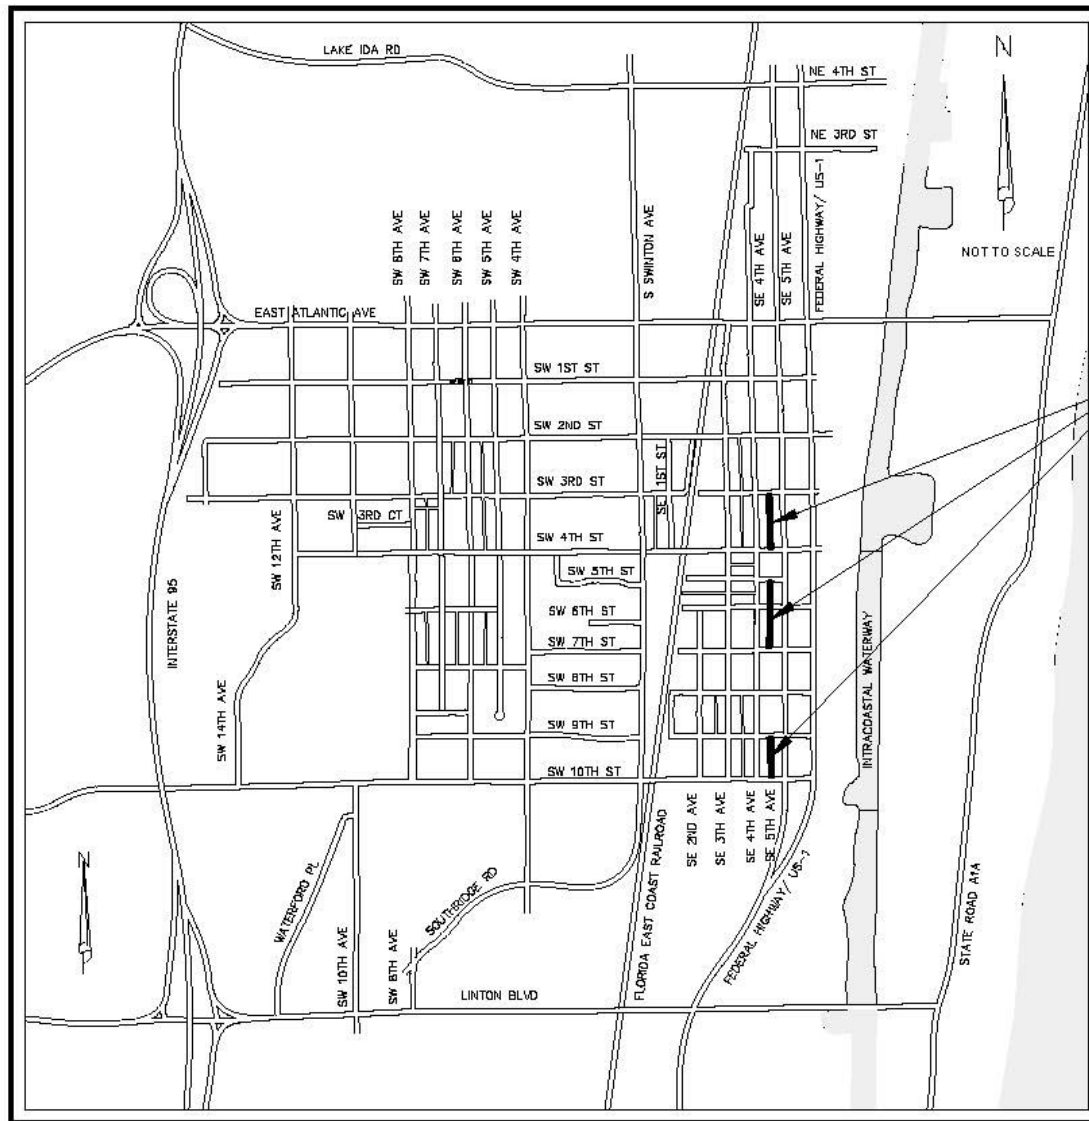 LAKE IDA RD
NE 4TH ST
N
NE 3RD ST
NOT TO SCALE
SW 8TH AVE
SW 7TH AVE
SW 6TH AVE
SW 5TH AVE
SW 4TH AVE
S SWINTON AVE
SE 4TH AVE
SE 5TH AVE
FEDERAL HIGHWAY/ US-1
EAST ATLANTIC AVE
SW 1ST ST
SW 2ND ST
SW 3RD ST
SE 1ST ST
SW 3RD CT
SW 4TH ST
SW 12TH AVE
SW 5TH ST
SW 6TH ST
INTERSTATE 95
SW 7TH ST
INTRACOASTAL WATERWAY
SW 8TH ST
SW 14TH AVE
SW 9TH ST
SW 10TH ST
SE 2ND AVE
SE 3TH AVE
SE 4TH AVE
SE 5TH AVE
N
WATERFORD PL
SOUTHRIDGE RD
FLORIDA EAST COAST RAILROAD
FEDERAL HIGHWAY/ US-1
STATE ROAD A1A
SW 10TH AVE
SW 8TH AVE
LINTON BLVD